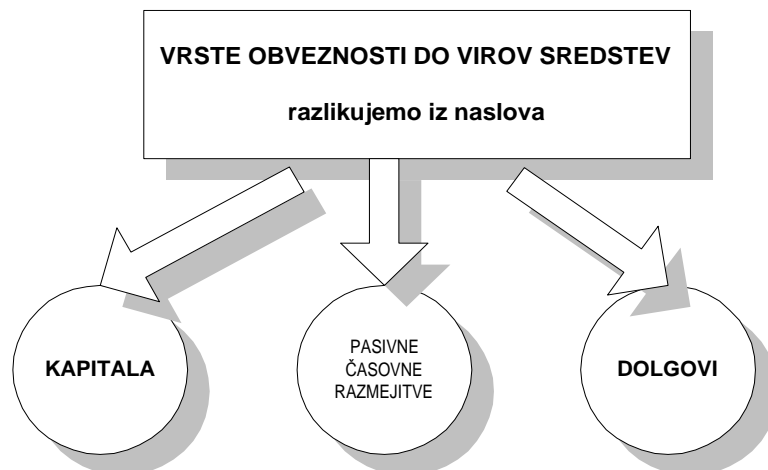 VRSTE OBVEZNOSTI DO VIROV SREDSTEV
razlikujemo iz naslova
KAPITALA
PASIVNE
ČASOVNE
RAZMEJITVE
DOLGOVI